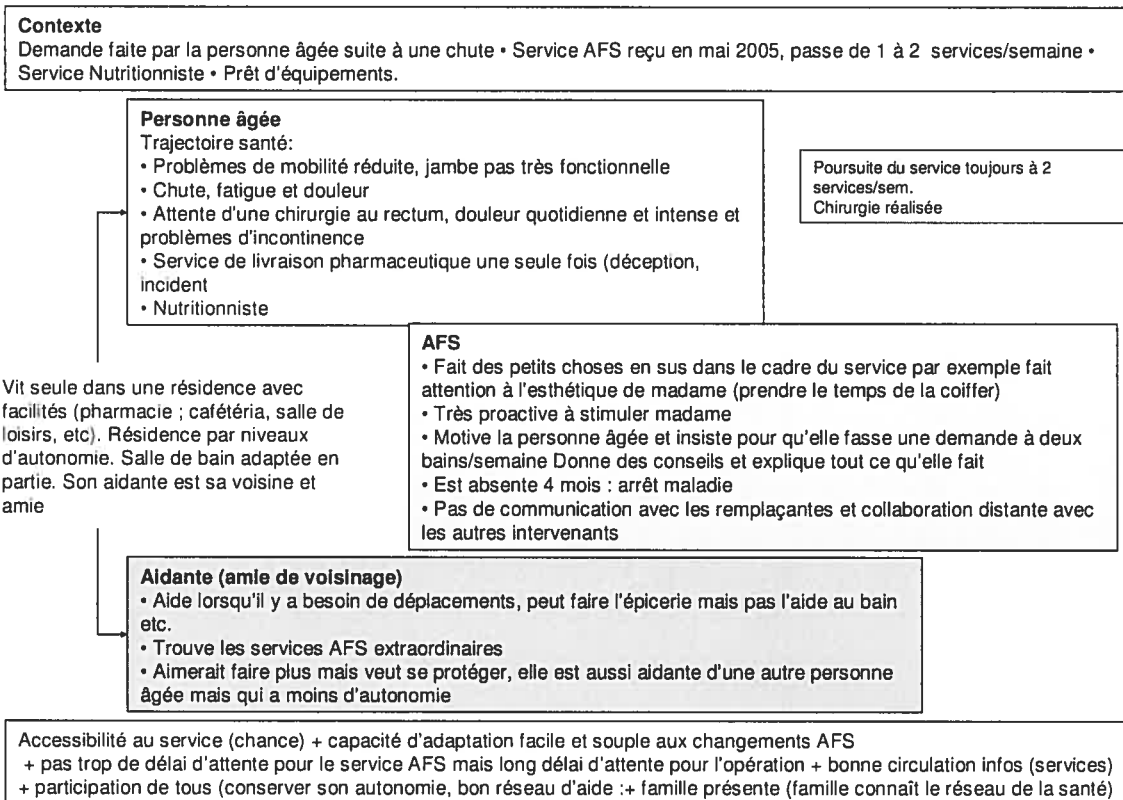 Contexte
Demande faite par la personne âgée suite à une chute • Service AFS reçu en mai 2005, passe de 1 à 2 services/semaine •
Service Nutritionniste • Prêt d'équipements.
Personne âgée
Trajectoire santé:
• Problèmes de mobilité réduite, jambe pas très fonctionnelle
• Chute, fatigue et douleur
• Attente d'une chirurgie au rectum, douleur quotidienne et intense et
problèmes d'incontinence
• Service de livraison pharmaceutique une seule fois (déception,
incident
• Nutritionniste
Poursuite du service toujours à 2
services/sem.
Chirurgie réalisée
AFS
• Fait des petits choses en sus dans le cadre du service par exemple fait
attention à l'esthétique de madame (prendre le temps de la coiffer)
• Très proactive à stimuler madame
• Motive la personne âgée et insiste pour qu'elle fasse une demande à deux
bains/semaine Donne des conseils et explique tout ce qu'elle fait
• Est absente 4 mois : arrêt maladie
• Pas de communication avec les remplaçantes et collaboration distante avec
les autres intervenants
Vit seule dans une résidence avec
facilités (pharmacie ; cafétéria, salle de
loisirs, etc). Résidence par niveaux
d'autonomie. Salle de bain adaptée en
partie. Son aidante est sa voisine et
amie
Aidante (amie de voisinage)
• Aide lorsqu'il y a besoin de déplacements, peut faire l'épicerie mais pas l'aide au bain
etc.
• Trouve les services AFS extraordinaires
• Aimerait faire plus mais veut se protéger, elle est aussi aidante d'une autre personne
âgée mais qui a moins d'autonomie
Accessibilité au service (chance) + capacité d'adaptation facile et souple aux changements AFS
+ pas trop de délai d'attente pour le service AFS mais long délai d'attente pour l'opération + bonne circulation infos (services)
+ participation de tous (conserver son autonomie, bon réseau d'aide :+ famille présente (famille connaît le réseau de la santé)